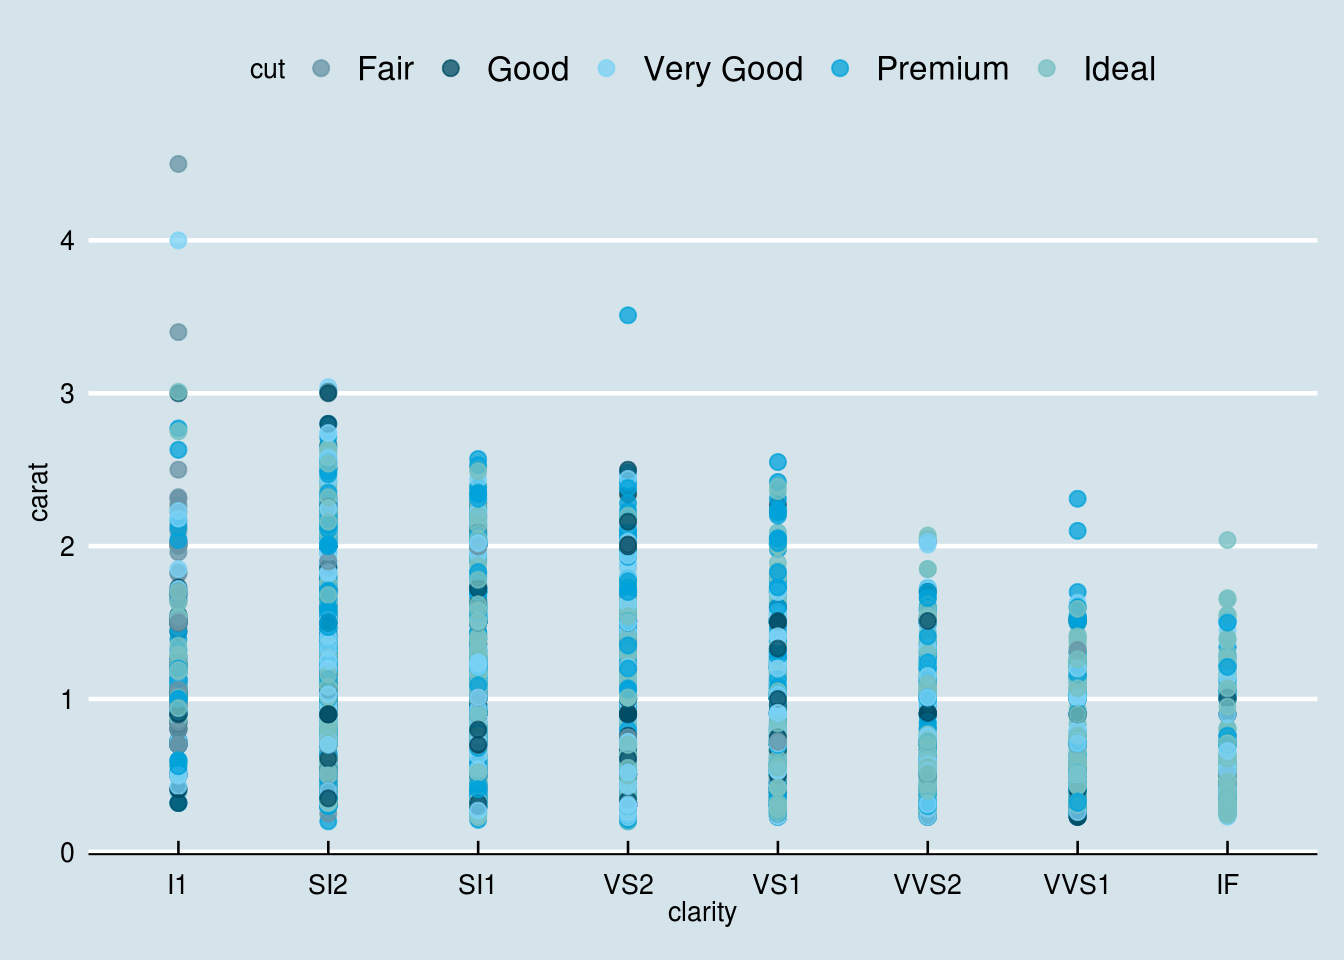 cut Fair Good Very Good Premium Ideal
4
3
2
1
0
carat
I1 SI2 SI1 VS2 VS1 VVS2 VVS1 IF
clarity